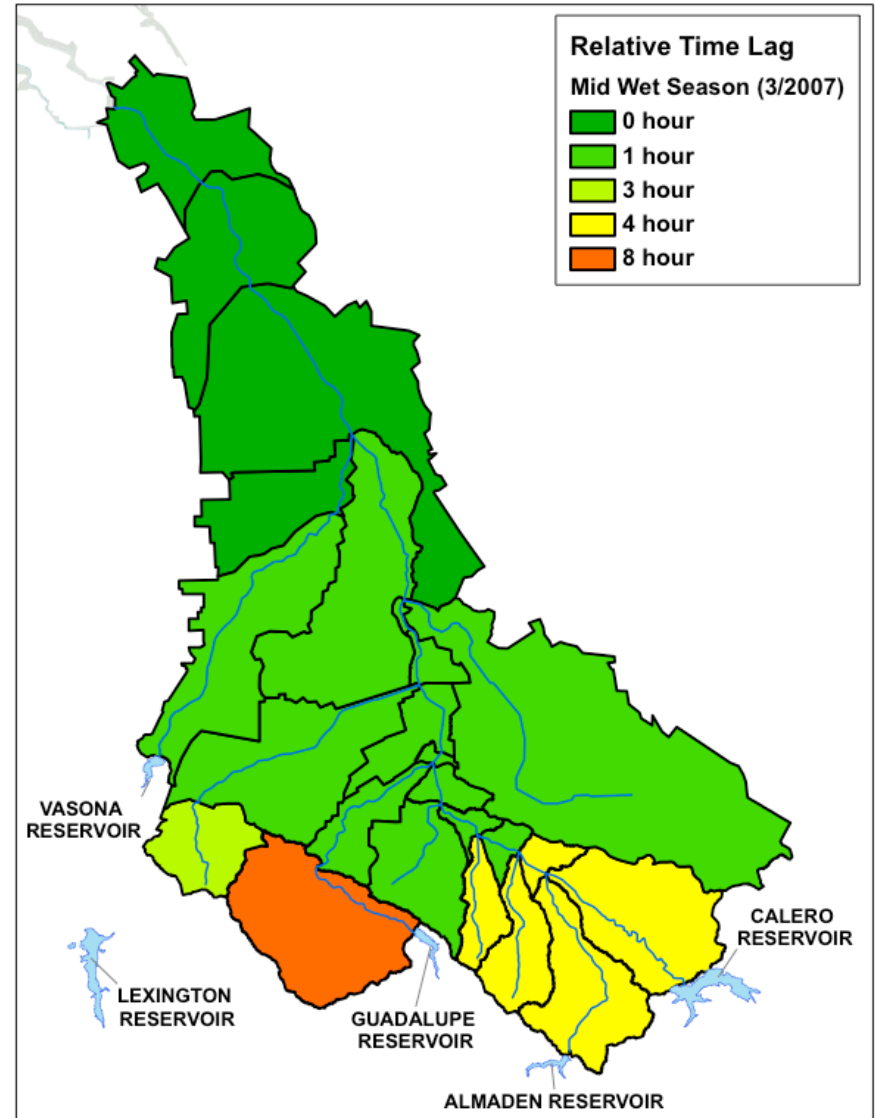 Relative Time Lag
Mid Wet Season (3/2007)
0 hour
1 hour
3 hour
4 hour
8 hour
VASONA
RESERVOIR
LEXINGTON
RESERVOIR
GUADALUPE
RESERVOIR
CALERO
RESERVOIR
ALMADEN RESERVOIR